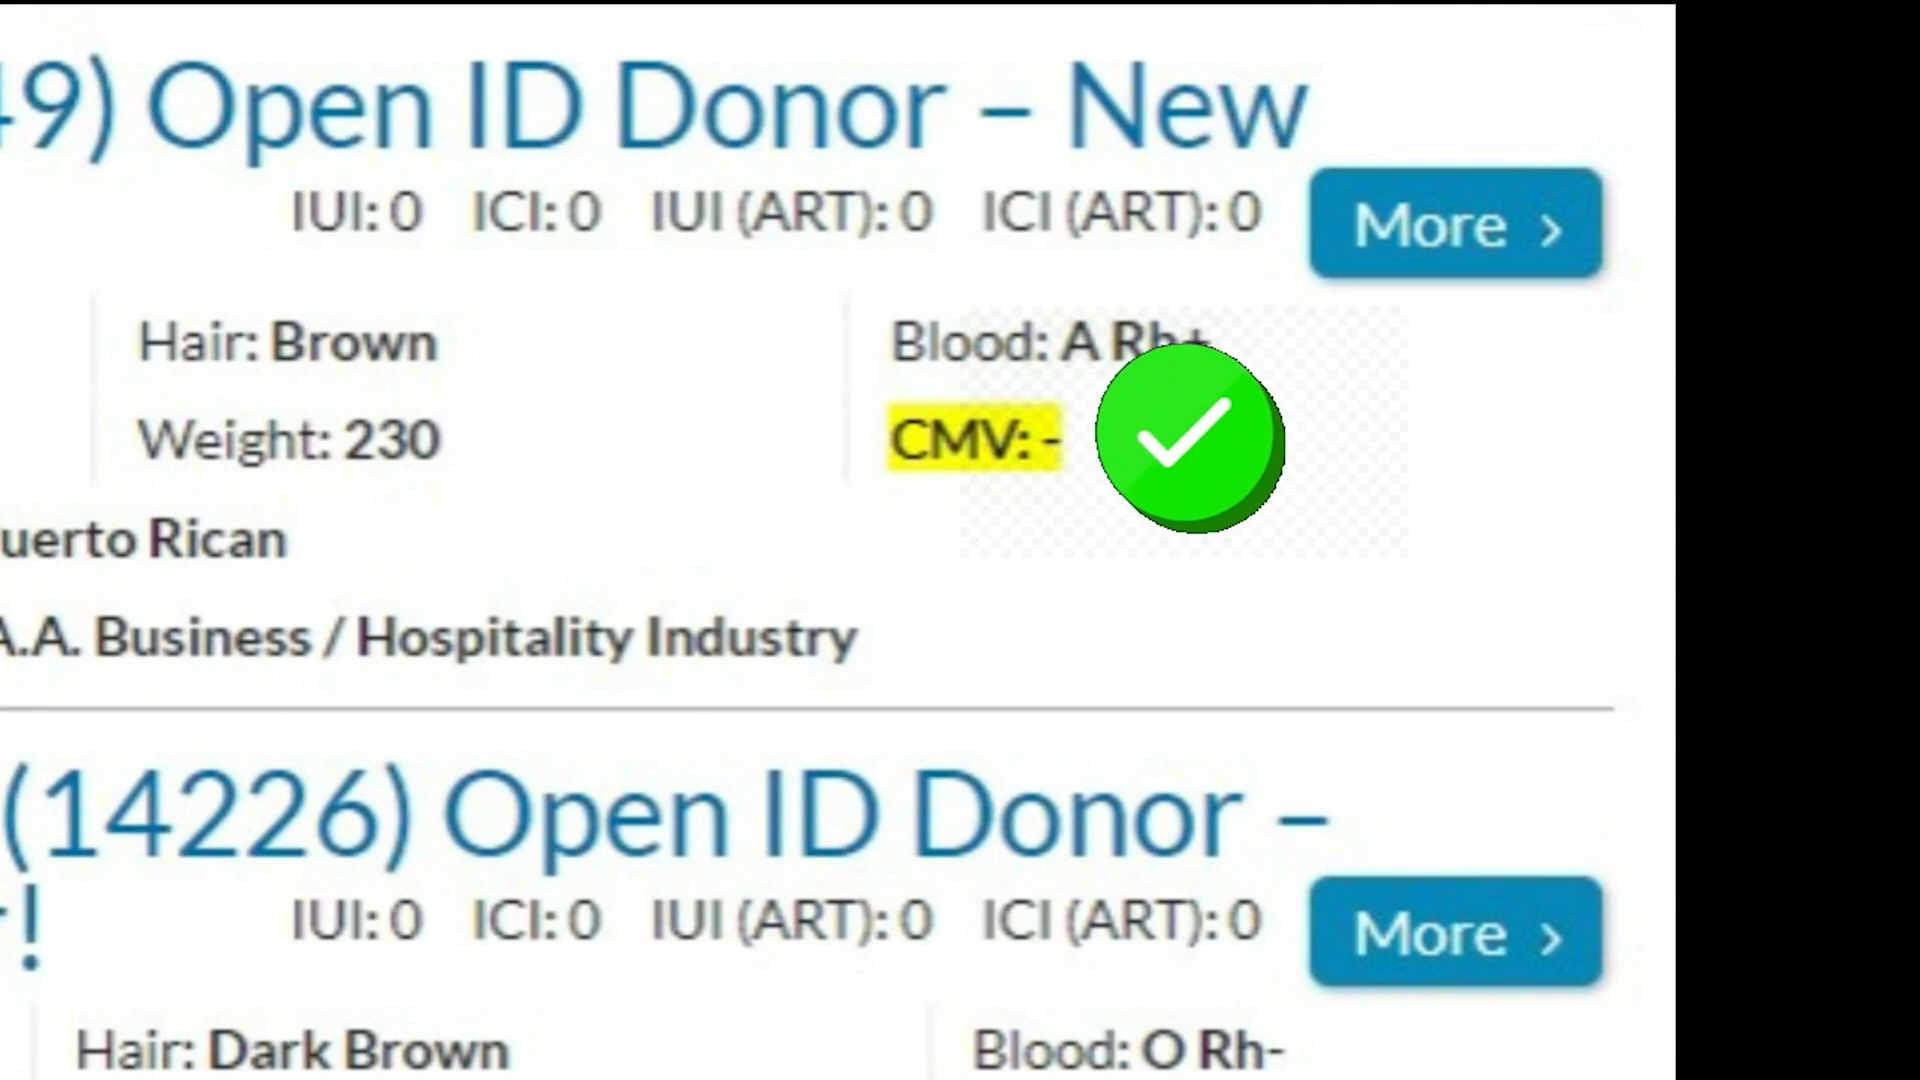 49) Open ID Donor – New
IUI: 0 ICI: 0 IUI (ART): 0 ICI (ART): 0 More ›
Hair: Brown Blood: A Rh+
Weight: 230 CMV: -
uerto Rican
A.A. Business / Hospitality Industry
(14226) Open ID Donor –
r! IUI: 0 ICI: 0 IUI (ART): 0 ICI (ART): 0 More ›
Hair: Dark Brown Blood: O Rh-